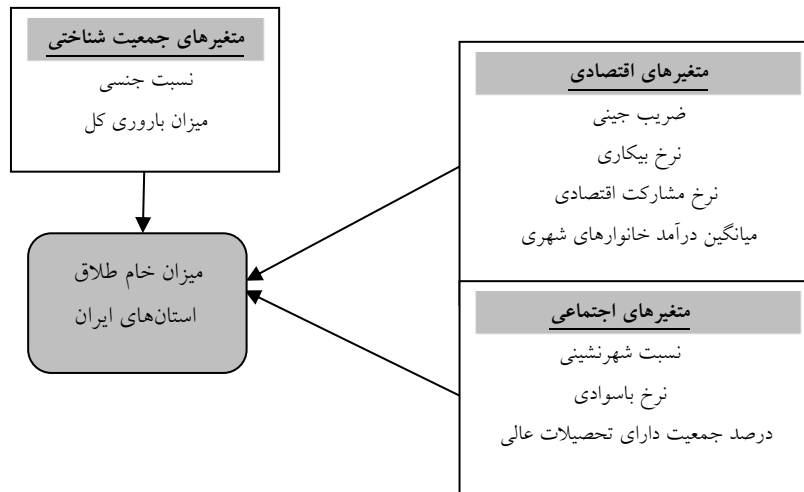 متغیرهای جمعیت شناختی
نسبت جنسی
میزان باروری کل
متغیرهای اقتصادی
ضریب جینی
نرخ بیکاری
نرخ مشارکت اقتصادی
میانگین درآمد خانوارهای شهری
میزان خام طلاق
استان‌های ایران
متغیرهای اجتماعی
نسبت شهرنشینی
نرخ باسوادی
درصد جمعیت دارای تحصیلات عالی